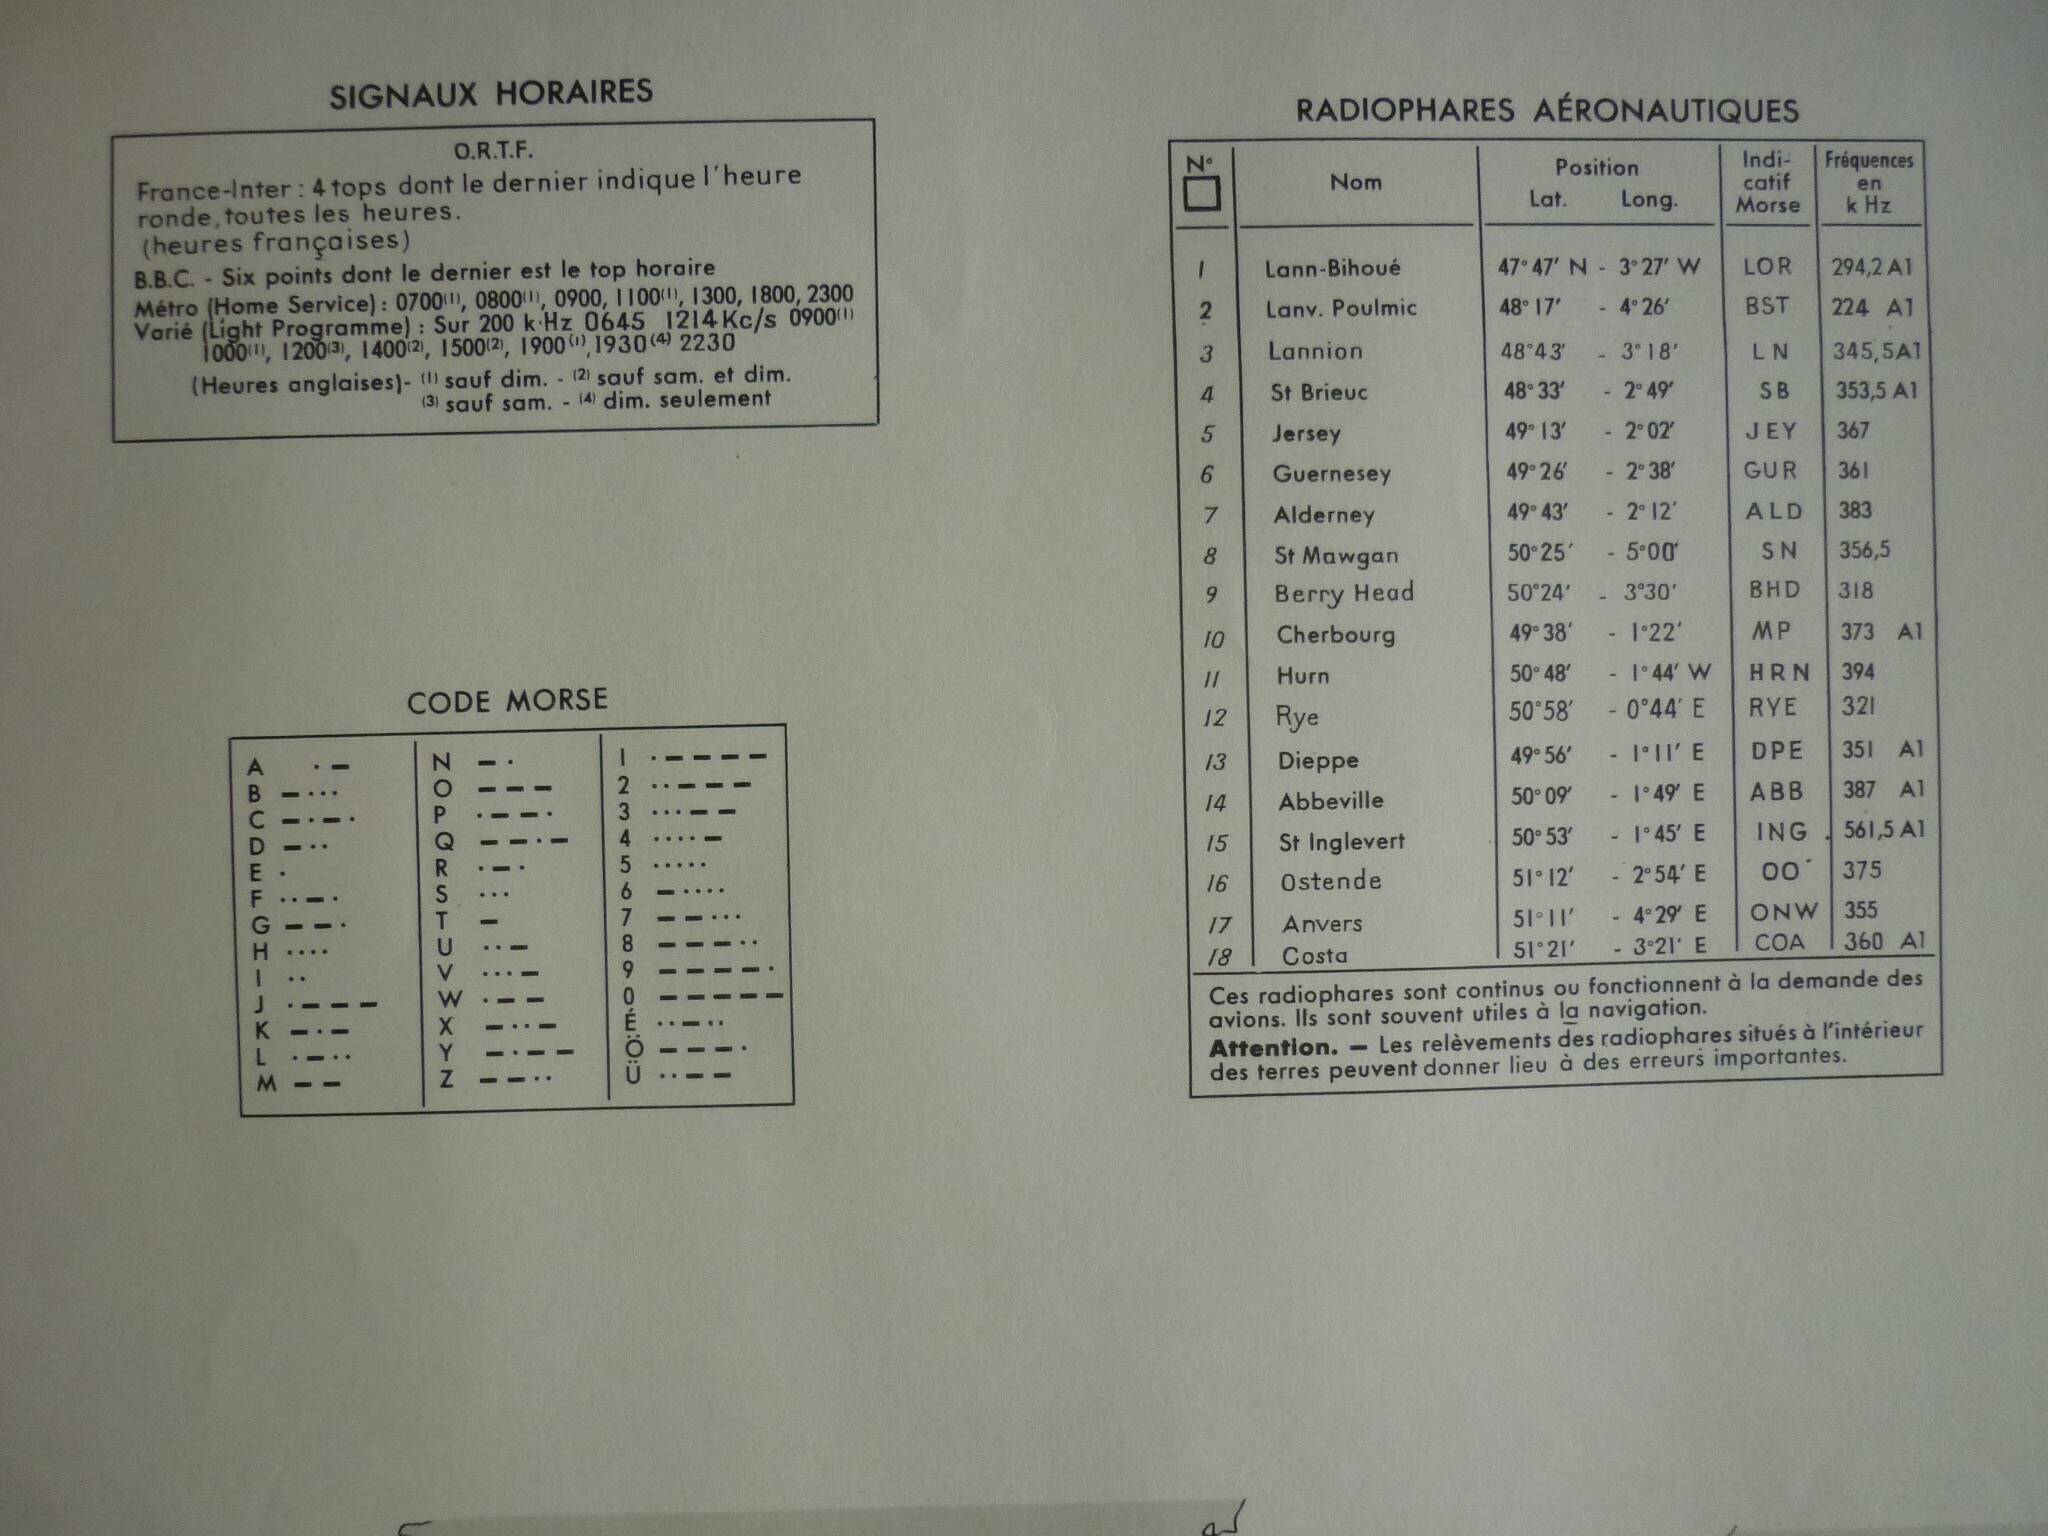 SIGNAUX HORAIRES
O.R.T.F.
France-Inter : 4 tops dont le dernier indique l'heure
ronde, toutes les heures.
(heures françaises)
B.B.C. - Six points dont le dernier est le top horaire
Métro (Home Service) : 0700(1), 0800(1), 0900, 1100(1), 1300, 1800, 2300
Varié (Light Programme) : Sur 200 k·Hz 0645 1214 Kc/s 0900(1)
1000(1), 1200(3), 1400(2), 1500(2), 1900(1), 1930(4) 2230
(Heures anglaises)- (1) sauf dim. - (2) sauf sam. et dim.
(3) sauf sam. - (4) dim. seulement
CODE MORSE
A ·— N —· 1 ·————
B —··· O ——— 2 ··———
C —·—· P ·——· 3 ···——
D —·· Q ——·— 4 ····—
E · R ·—· 5 ·····
F ··—· S ··· 6 —····
G ——· T — 7 ——···
H ···· U ··— 8 ————··
I ·· V ···— 9 ————·
J ·——— W ·—— 0 —————
K —·— X —··— É ··—··
L ·—·· Y —·—— Ö ———·
M —— Z ——·· Ü ··——
RADIOPHARES AÉRONAUTIQUES
N° Nom Position Indi- Fréquences
Lat. Long. catif en
Morse k Hz
1 Lann-Bihoué 47°47' N - 3°27' W LOR 294,2 A1
2 Lanv. Poulmic 48°17' - 4°26' BST 224 A1
3 Lannion 48°43' - 3°18' LN 345,5 A1
4 St Brieuc 48°33' - 2°49' SB 353,5 A1
5 Jersey 49°13' - 2°02' JEY 367
6 Guernesey 49°26' - 2°38' GUR 361
7 Alderney 49°43' - 2°12' ALD 383
8 St Mawgan 50°25' - 5°00' SN 356,5
9 Berry Head 50°24' - 3°30' BHD 318
10 Cherbourg 49°38' - 1°22' MP 373 A1
11 Hurn 50°48' - 1°44' W HRN 394
12 Rye 50°58' - 0°44' E RYE 321
13 Dieppe 49°56' - 1°11' E DPE 351 A1
14 Abbeville 50°09' - 1°49' E ABB 387 A1
15 St Inglevert 50°53' - 1°45' E ING 561,5 A1
16 Ostende 51°12' - 2°54' E OO 375
17 Anvers 51°11' - 4°29' E ONW 355
18 Costa 51°21' - 3°21' E COA 360 A1
Ces radiophares sont continus ou fonctionnent à la demande des
avions. Ils sont souvent utiles à la navigation.
Attention. — Les relèvements des radiophares situés à l'intérieur
des terres peuvent donner lieu à des erreurs importantes.